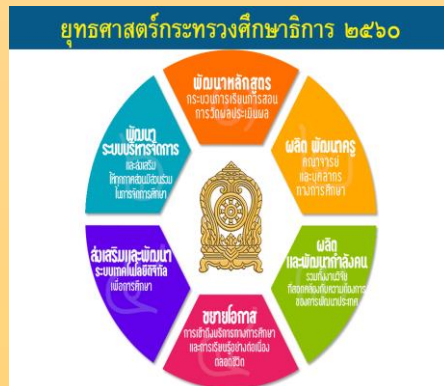 ยุทธศาสตร์กระทรวงศึกษาธิการ ๒๕๖๐
พัฒนาหลักสูตร
กระบวนการเรียนการสอน
การวัดผลประเมินผล
ผลิต พัฒนาครู
คณาจารย์
และบุคลากร
ทางการศึกษา
ผลิต
และพัฒนากำลังคน
รวมทั้งงานวิจัย
ที่สอดคล้องกับความต้องการ
ของการพัฒนาประเทศ
ขยายโอกาส
การเข้าถึงบริการทางการศึกษา
และการเรียนรู้อย่างต่อเนื่อง
ตลอดชีวิต
ส่งเสริมและพัฒนา
ระบบเทคโนโลยีดิจิทัล
เพื่อการศึกษา
พัฒนา
ระบบบริหารจัดการ
และส่งเสริม
ให้ทุกภาคส่วนมีส่วนร่วม
ในการจัดการศึกษา